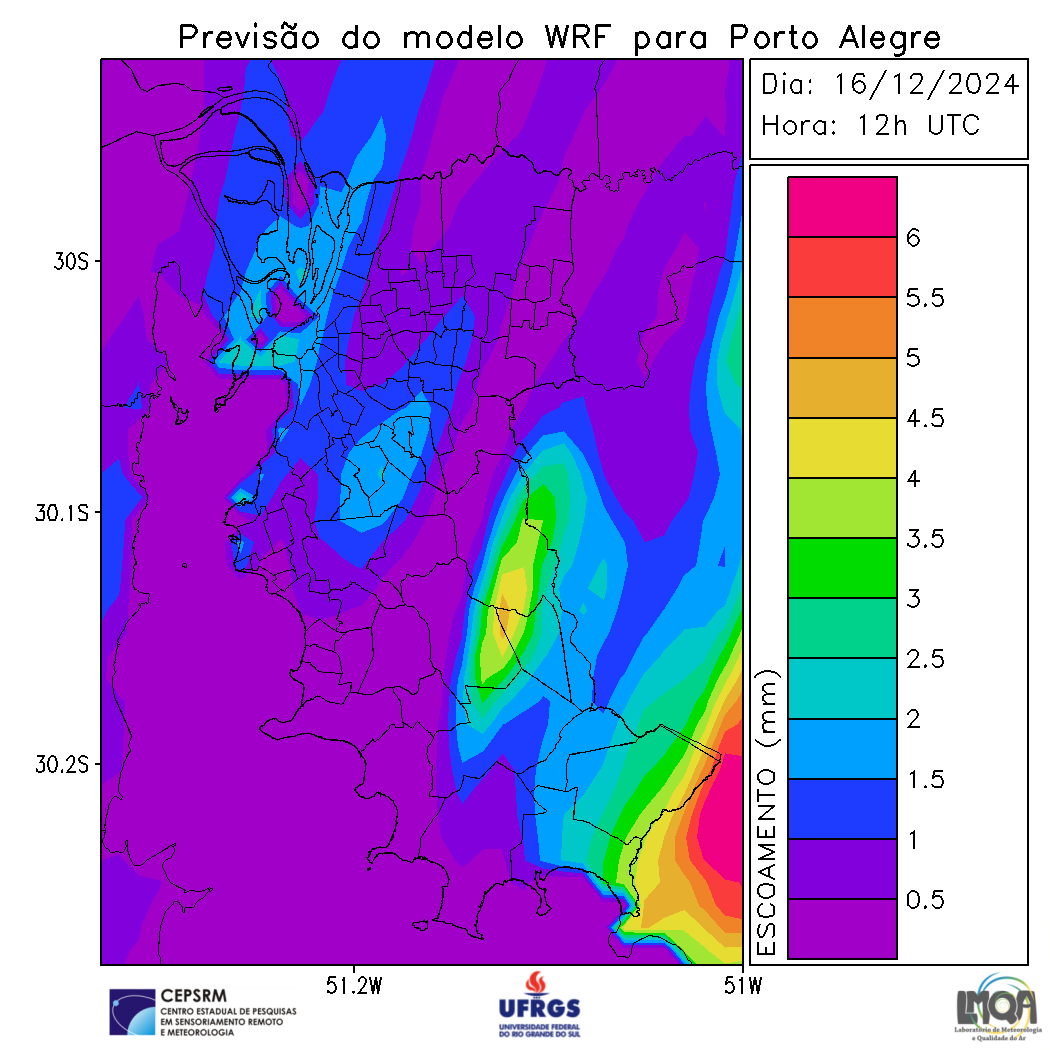 Previsão do modelo WRF para Porto Alegre
Dia: 16/12/2024
Hora: 12h UTC
30S
30.1S
30.2S
51.2W
51W
ESCOAMENTO (mm)
6
5.5
5
4.5
4
3.5
3
2.5
2
1.5
1
0.5
CEPSRM
CENTRO ESTADUAL DE PESQUISAS
EM SENSORIAMENTO REMOTO
E METEOROLOGIA
UFRGS
UNIVERSIDADE FEDERAL
DO RIO GRANDE DO SUL
LMQA
Laboratório de Meteorologia
e Qualidade do Ar